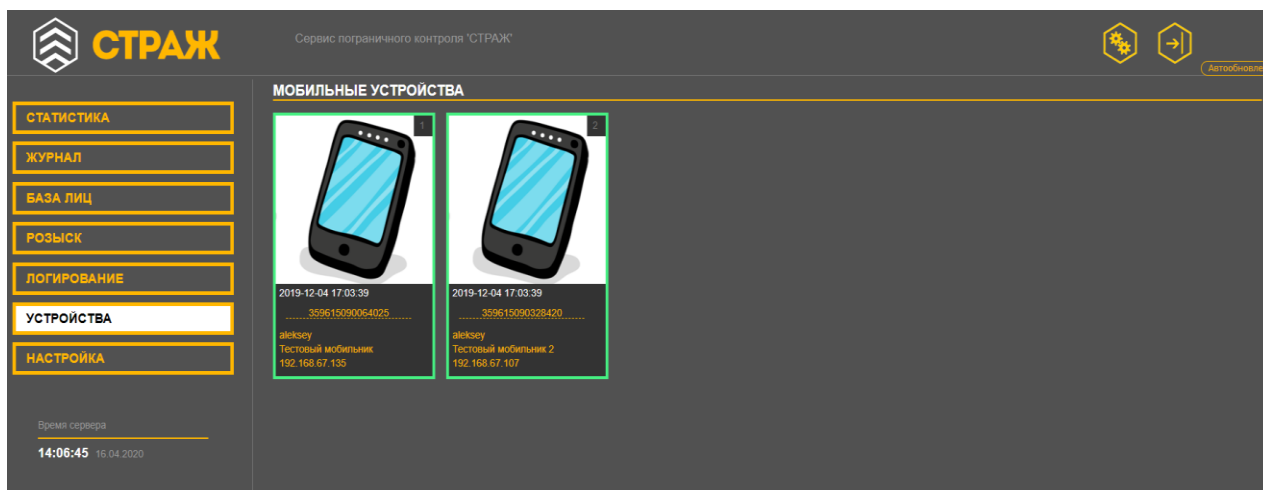 СТРАЖ
Сервис пограничного контроля 'СТРАЖ'
Автообновле
СТАТИСТИКА
ЖУРНАЛ
БАЗА ЛИЦ
РОЗЫСК
ЛОГИРОВАНИЕ
УСТРОЙСТВА
НАСТРОЙКА
Время сервера
14:06:45 16.04.2020
МОБИЛЬНЫЕ УСТРОЙСТВА
1
2019-12-04 17:03:39
359615090064025
aleksey
Тестовый мобильник
192.168.67.135
2
2019-12-04 17:03:39
359615090328420
aleksey
Тестовый мобильник 2
192.168.67.107